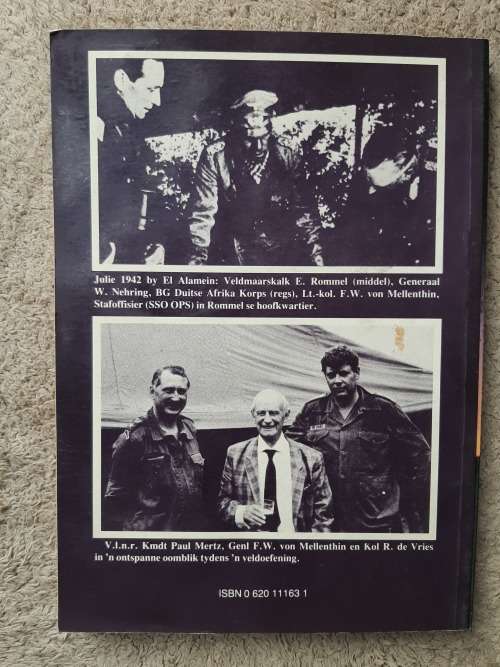 Julie 1942 by El Alamein: Veldmaarskalk E. Rommel (middel), Generaal
W. Nehring, BG Duitse Afrika Korps (regs), Lt.-kol. F.W. von Mellenthin,
Stafoffisier (SSO OPS) in Rommel se hoofkwartier.
V.l.n.r. Kmdt Paul Mertz, Genl F.W. von Mellenthin en Kol R. de Vries
in 'n ontspanne oomblik tydens 'n veldoefening.
ISBN 0 620 11163 1